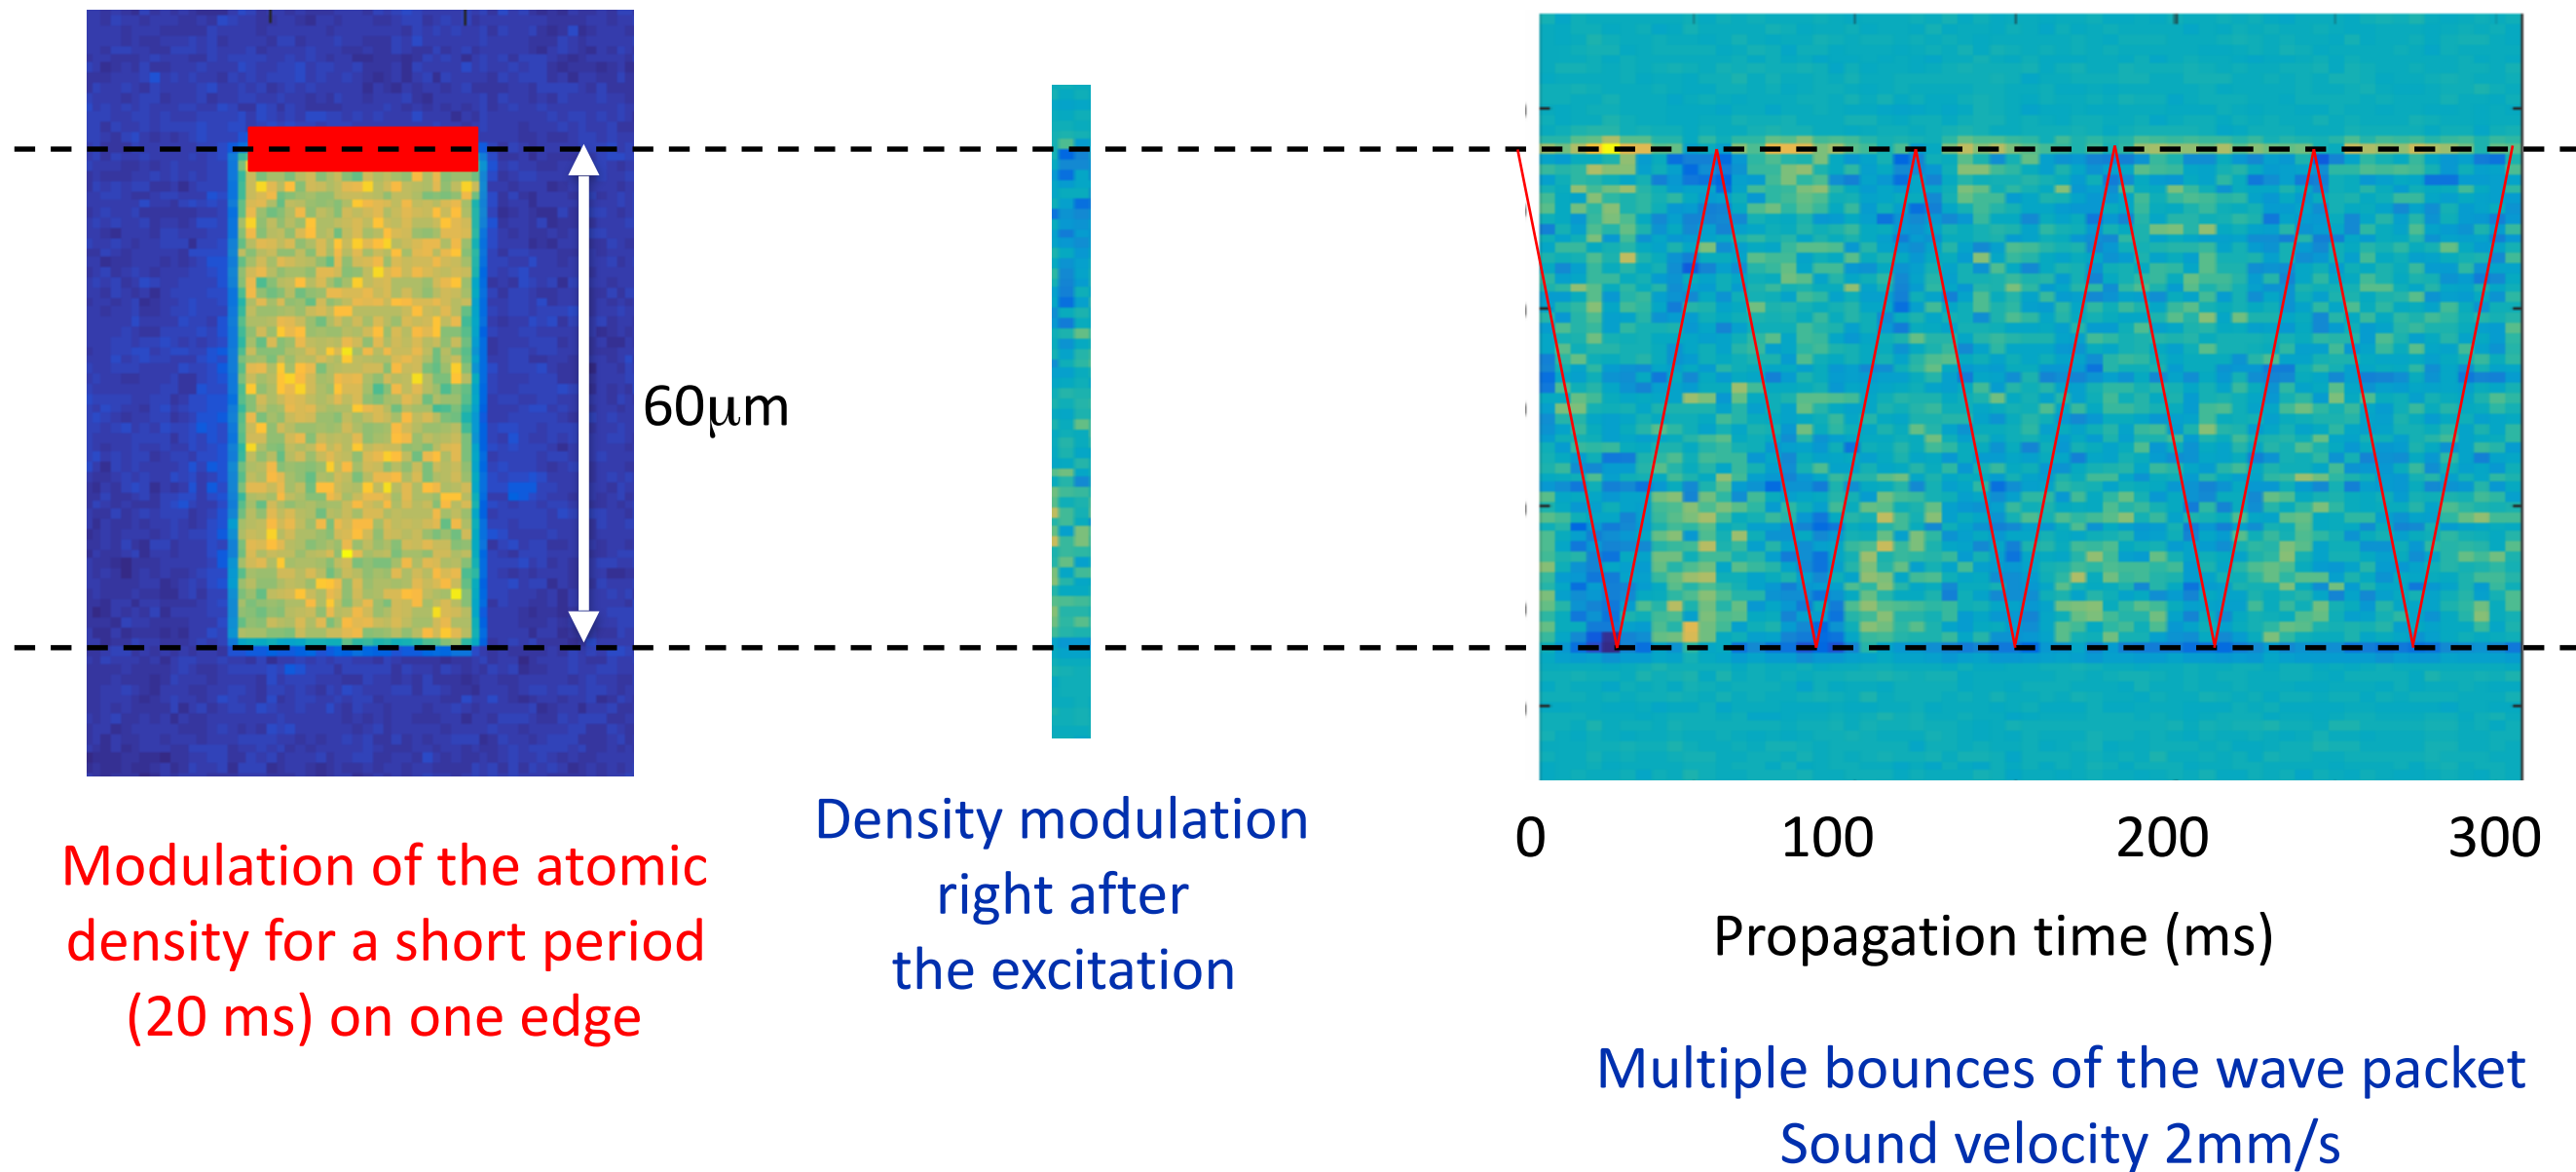 60μm
Modulation of the atomic
density for a short period
(20 ms) on one edge
Density modulation
right after
the excitation
0 100 200 300
Propagation time (ms)
Multiple bounces of the wave packet
Sound velocity 2mm/s